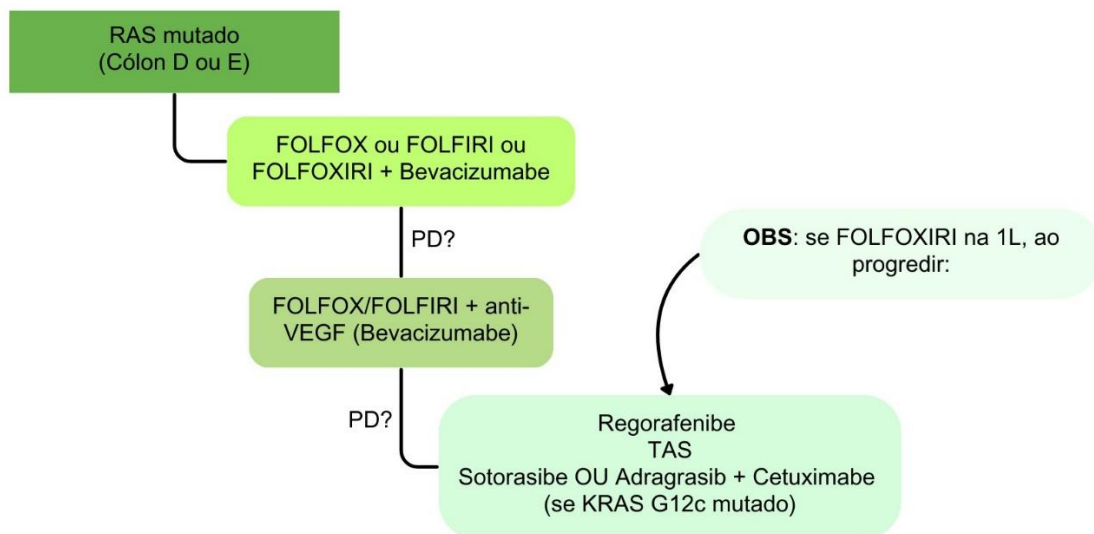 RAS mutado
(Cólon D ou E)
FOLFOX ou FOLFIRI ou
FOLFOXIRI + Bevacizumabe
PD?
OBS: se FOLFOXIRI na 1L, ao
progredir:
FOLFOX/FOLFIRI + anti-
VEGF (Bevacizumabe)
PD?
Regorafenibe
TAS
Sotorasibe OU Adragrasib + Cetuximabe
(se KRAS G12c mutado)